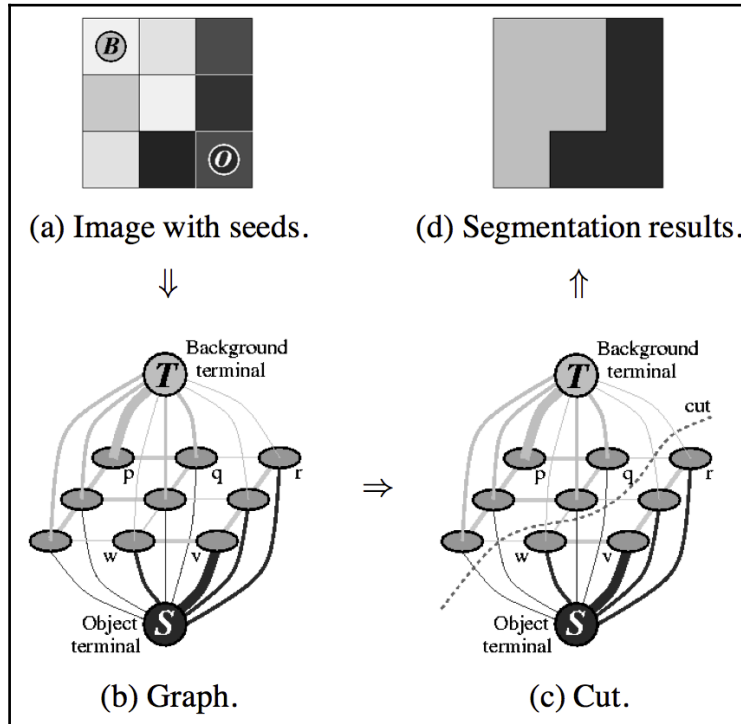 B
O
(a) Image with seeds.
(d) Segmentation results.
⇓
⇑
Background
terminal
T
p
q
r
w
v
Object
terminal
S
(b) Graph.
⇒
Background
terminal
T
cut
p
q
r
w
v
Object
terminal
S
(c) Cut.